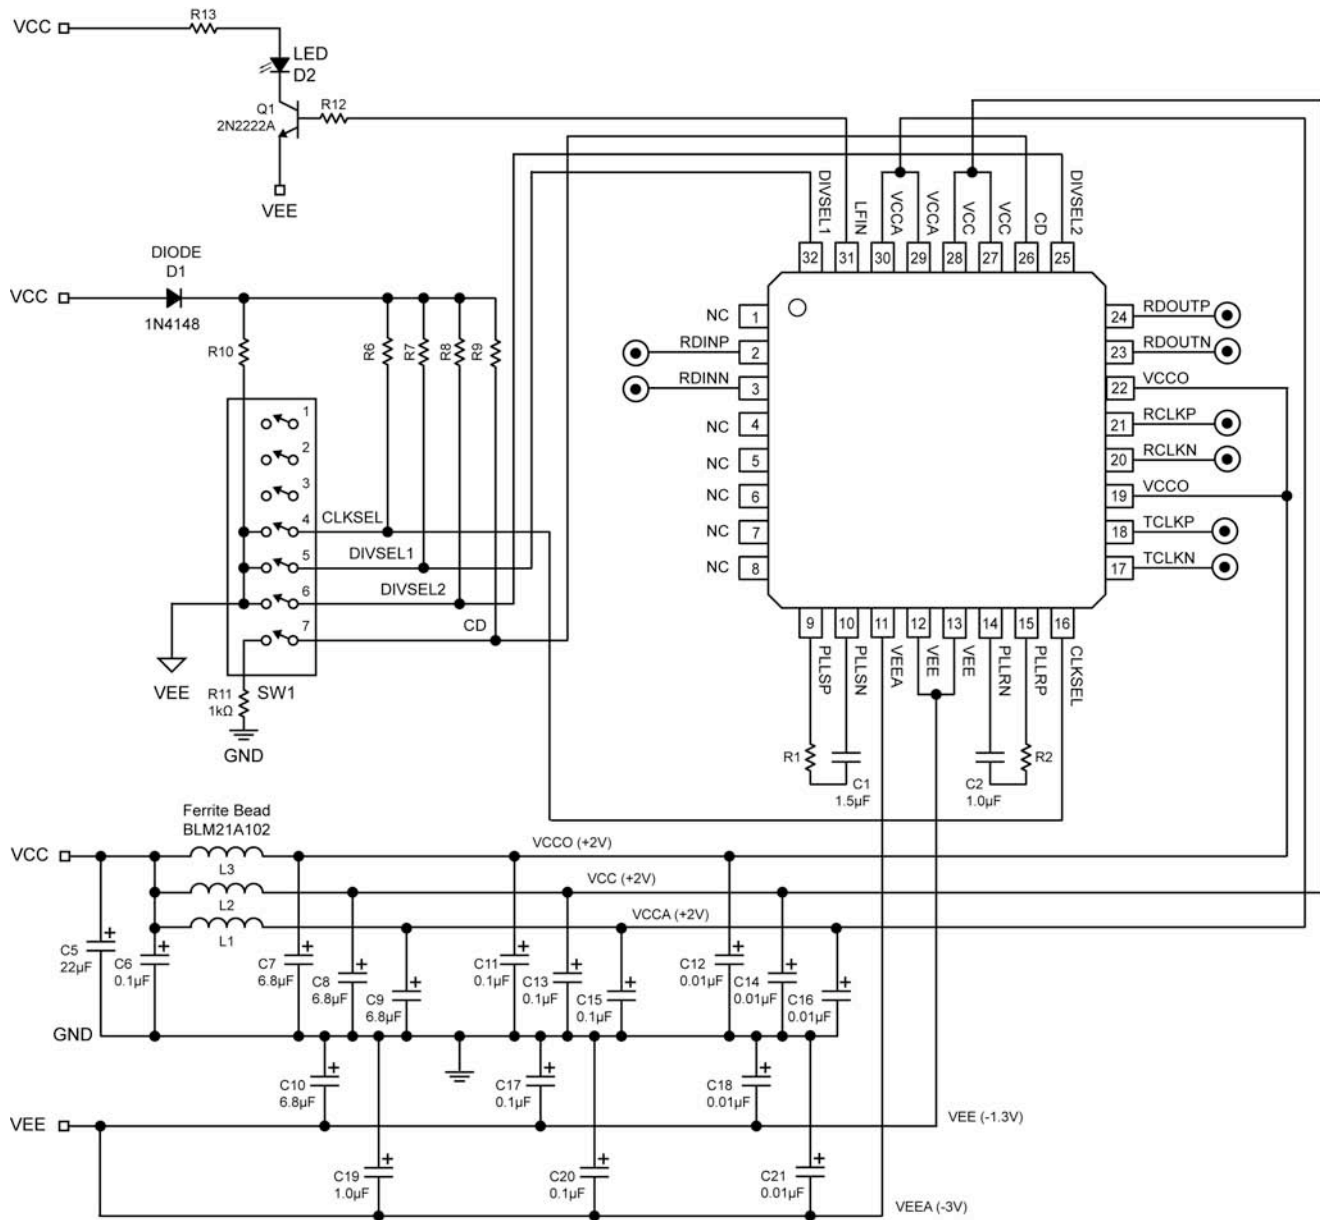 VCC
R13
LED
D2
Q1
2N2222A
R12
VEE
DIODE
D1
VCC
1N4148
R10
R6
R7
R8
R9
1
2
3
4
5
6
7
CLKSEL
DIVSEL1
DIVSEL2
CD
VEE
SW1
R11
1kΩ
GND
DIVSEL1
LFIN
VCCA
VCCA
VCC
VCC
CD
DIVSEL2
32
31
30
29
28
27
26
25
NC 1
RDINP 2
RDINN 3
NC 4
NC 5
NC 6
NC 7
NC 8
24 RDOUTP
23 RDOUTN
22 VCCO
21 RCLKP
20 RCLKN
19 VCCO
18 TCLKP
17 TCLKN
9
10
11
12
13
14
15
16
PLLSP
PLLSN
VEEA
VEE
VEE
PLLRN
PLLRP
CLKSEL
R1
C1
1.5µF
C2
1.0µF
R2
Ferrite Bead
BLM21A102
VCC
L3
L2
L1
VCCO (+2V)
VCC (+2V)
VCCA (+2V)
C5
22µF
C6
0.1µF
C7
6.8µF
C8
6.8µF
C9
6.8µF
C11
0.1µF
C13
0.1µF
C15
0.1µF
C12
0.01µF
C14
0.01µF
C16
0.01µF
GND
C10
6.8µF
C17
0.1µF
C18
0.01µF
VEE
VEE (-1.3V)
C19
1.0µF
C20
0.1µF
C21
0.01µF
VEEA (-3V)